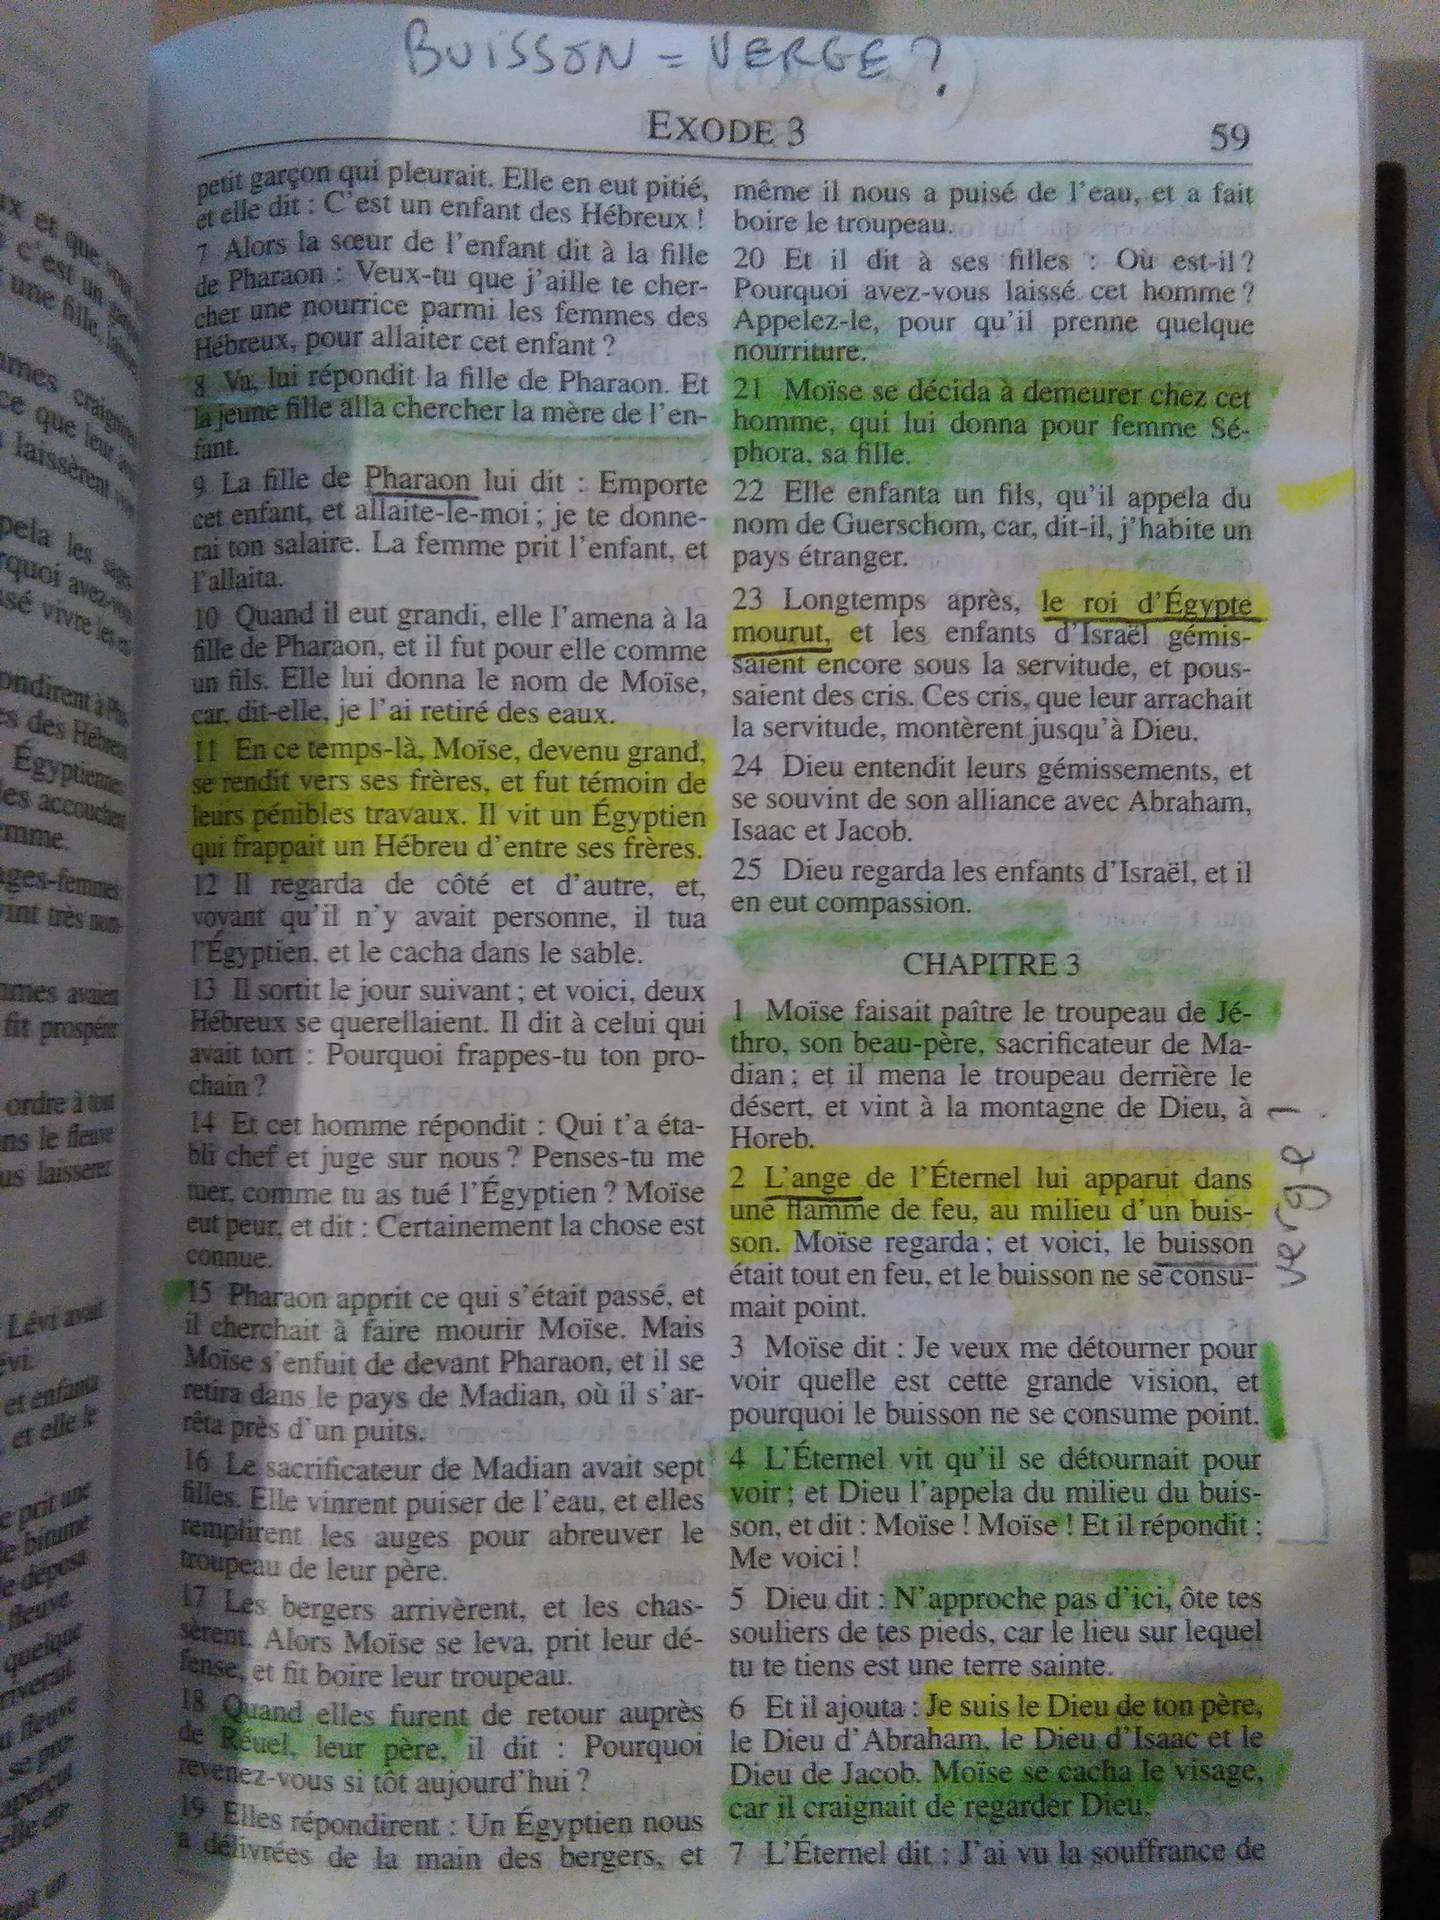 BUISSON = VERGE ?
EXODE 3
59
petit garçon qui pleurait. Elle en eut pitié,
et elle dit : C'est un enfant des Hébreux !
7 Alors la sœur de l'enfant dit à la fille
de Pharaon : Veux-tu que j'aille te cher-
cher une nourrice parmi les femmes des
Hébreux, pour allaiter cet enfant ?
8 Va, lui répondit la fille de Pharaon. Et
la jeune fille alla chercher la mère de l'en-
fant.
9 La fille de Pharaon lui dit : Emporte
cet enfant, et allaite-le-moi ; je te donne-
rai ton salaire. La femme prit l'enfant, et
l'allaita.
10 Quand il eut grandi, elle l'amena à la
fille de Pharaon, et il fut pour elle comme
un fils. Elle lui donna le nom de Moïse,
car, dit-elle, je l'ai retiré des eaux.
11 En ce temps-là, Moïse, devenu grand,
se rendit vers ses frères, et fut témoin de
leurs pénibles travaux. Il vit un Égyptien
qui frappait un Hébreu d'entre ses frères.
12 Il regarda de côté et d'autre, et,
voyant qu'il n'y avait personne, il tua
l'Égyptien, et le cacha dans le sable.
13 Il sortit le jour suivant ; et voici, deux
Hébreux se querellaient. Il dit à celui qui
avait tort : Pourquoi frappes-tu ton pro-
chain ?
14 Et cet homme répondit : Qui t'a éta-
bli chef et juge sur nous ? Penses-tu me
tuer, comme tu as tué l'Égyptien ? Moïse
eut peur, et dit : Certainement la chose est
connue.
15 Pharaon apprit ce qui s'était passé, et
il cherchait à faire mourir Moïse. Mais
Moïse s'enfuit de devant Pharaon, et il se
retira dans le pays de Madian, où il s'ar-
rêta près d'un puits.
16 Le sacrificateur de Madian avait sept
filles. Elle vinrent puiser de l'eau, et elles
remplirent les auges pour abreuver le
troupeau de leur père.
17 Les bergers arrivèrent, et les chas-
sèrent. Alors Moïse se leva, prit leur dé-
fense, et fit boire leur troupeau.
18 Quand elles furent de retour auprès
de Réuel, leur père, il dit : Pourquoi
revenez-vous si tôt aujourd'hui ?
19 Elles répondirent : Un Égyptien nous
a délivrées de la main des bergers, et
même il nous a puisé de l'eau, et a fait
boire le troupeau.
20 Et il dit à ses filles : Où est-il ?
Pourquoi avez-vous laissé cet homme ?
Appelez-le, pour qu'il prenne quelque
nourriture.
21 Moïse se décida à demeurer chez cet
homme, qui lui donna pour femme Sé-
phora, sa fille.
22 Elle enfanta un fils, qu'il appela du
nom de Guerschom, car, dit-il, j'habite un
pays étranger.
23 Longtemps après, le roi d'Égypte
mourut, et les enfants d'Israël gémis-
saient encore sous la servitude, et pous-
saient des cris. Ces cris, que leur arrachait
la servitude, montèrent jusqu'à Dieu.
24 Dieu entendit leurs gémissements, et
se souvint de son alliance avec Abraham,
Isaac et Jacob.
25 Dieu regarda les enfants d'Israël, et il
en eut compassion.
CHAPITRE 3
1 Moïse faisait paître le troupeau de Jé-
thro, son beau-père, sacrificateur de Ma-
dian ; et il mena le troupeau derrière le
désert, et vint à la montagne de Dieu, à
Horeb.
2 L'ange de l'Éternel lui apparut dans
une flamme de feu, au milieu d'un buis-
son. Moïse regarda ; et voici, le buisson
était tout en feu, et le buisson ne se consu-
mait point.
verge ?
3 Moïse dit : Je veux me détourner pour
voir quelle est cette grande vision, et
pourquoi le buisson ne se consume point.
4 L'Éternel vit qu'il se détournait pour
voir ; et Dieu l'appela du milieu du buis-
son, et dit : Moïse ! Moïse ! Et il répondit :
Me voici !
5 Dieu dit : N'approche pas d'ici, ôte tes
souliers de tes pieds, car le lieu sur lequel
tu te tiens est une terre sainte.
6 Et il ajouta : Je suis le Dieu de ton père,
le Dieu d'Abraham, le Dieu d'Isaac et le
Dieu de Jacob. Moïse se cacha le visage,
car il craignait de regarder Dieu.
7 L'Éternel dit : J'ai vu la souffrance de